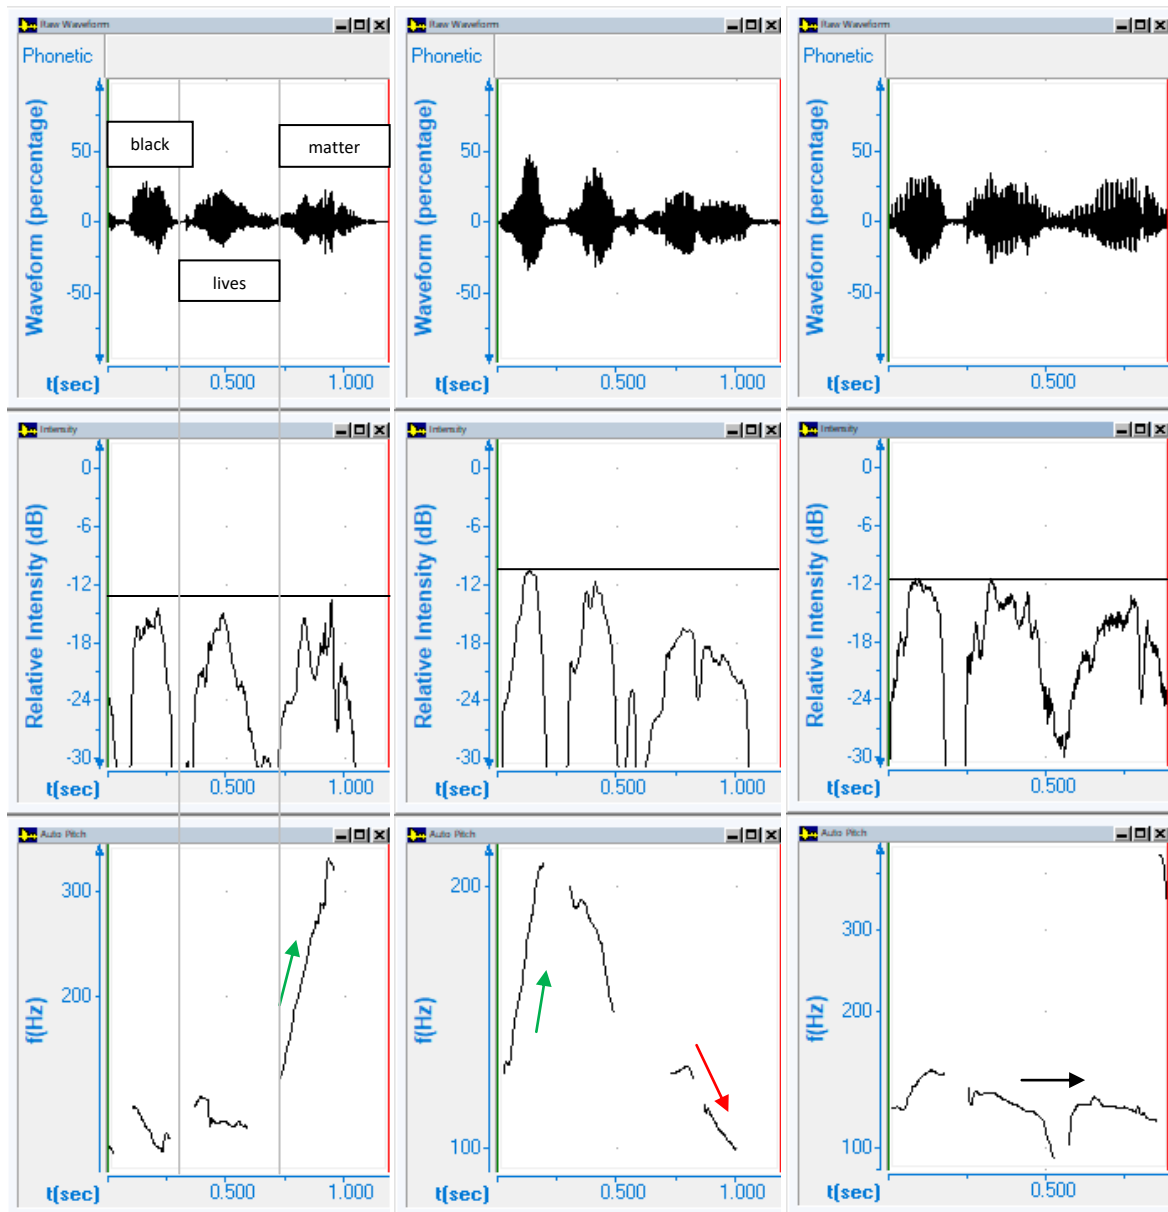 Raw Waveform
Phonetic
Waveform (percentage)
50
0
-50
black
matter
lives
t(sec)
0.500
1.000
Raw Waveform
Phonetic
Waveform (percentage)
50
0
-50
t(sec)
0.500
1.000
Raw Waveform
Phonetic
Waveform (percentage)
50
0
-50
t(sec)
0.500
Intensity
Relative Intensity (dB)
0
-6
-12
-18
-24
-30
t(sec)
0.500
1.000
Intensity
Relative Intensity (dB)
0
-6
-12
-18
-24
-30
t(sec)
0.500
1.000
Intensity
Relative Intensity (dB)
0
-6
-12
-18
-24
-30
t(sec)
0.500
Auto Pitch
f(Hz)
300
200
t(sec)
0.500
1.000
Auto Pitch
f(Hz)
200
100
t(sec)
0.500
1.000
Auto Pitch
f(Hz)
300
200
100
t(sec)
0.500